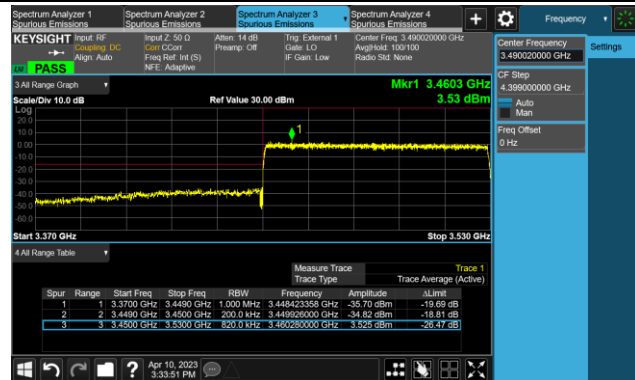 Spectrum Analyzer 1
Spurious Emissions
Spectrum Analyzer 2
Spurious Emissions
Spectrum Analyzer 3
Spurious Emissions
Spectrum Analyzer 4
Spurious Emissions
+
Frequency
KEYSIGHT
Input: RF
Coupling: DC
Align: Auto
Input Z: 50 Ω
Corr CCorr
Freq Ref: Int (S)
NFE: Adaptive
Atten: 14 dB
Preamp: Off
Trig: External 1
Gate: LO
IF Gain: Low
Center Freq: 3.490020000 GHz
Avg|Hold: 100/100
Radio Std: None
PASS
Center Frequency
3.490020000 GHz
Settings
CF Step
4.399000000 GHz
Auto
Man
Freq Offset
0 Hz
3 All Range Graph
Mkr1 3.4603 GHz
Scale/Div 10.0 dB
Ref Value 30.00 dBm
3.53 dBm
Log
20.0
10.0
0.00
-10.0
-20.0
-30.0
-40.0
-50.0
-60.0
1
Start 3.370 GHz
Stop 3.530 GHz
4 All Range Table
Measure Trace Trace 1
Trace Type Trace Average (Active)
Spur Range Start Freq Stop Freq RBW Frequency Amplitude ΔLimit
1 1 3.3700 GHz 3.4490 GHz 1.000 MHz 3.448423358 GHz -35.70 dBm -19.69 dB
2 2 3.4490 GHz 3.4500 GHz 200.0 kHz 3.449926000 GHz -34.82 dBm -18.81 dB
3 3 3.4500 GHz 3.5300 GHz 820.0 kHz 3.460280000 GHz 3.525 dBm -26.47 dB
?
Apr 10, 2023
3:33:51 PM